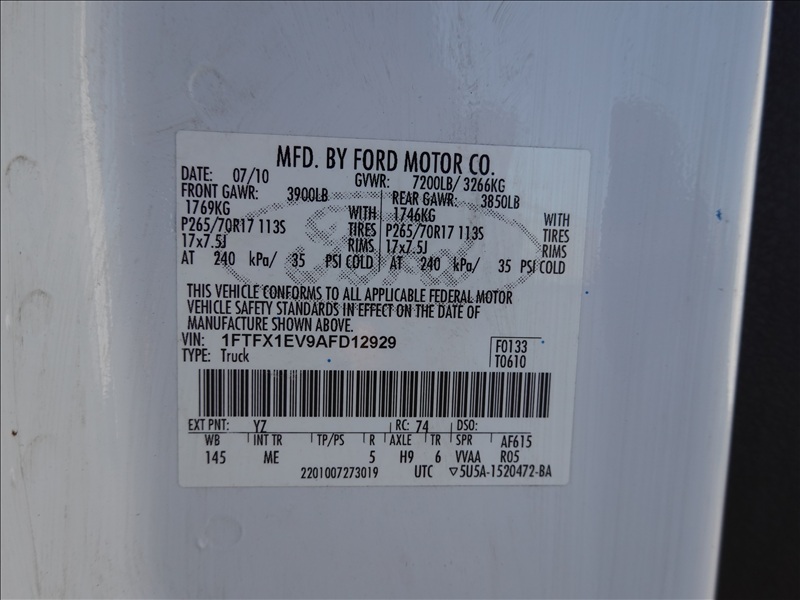 MFD. BY FORD MOTOR CO.
DATE: 07/10 GVWR: 7200LB/ 3266KG
FRONT GAWR: 3900LB REAR GAWR: 3850LB
1769KG WITH 1746KG WITH
P265/70R17 113S TIRES P265/70R17 113S TIRES
17x7.5J RIMS 17x7.5J RIMS
AT 240 kPa/ 35 PSI COLD AT 240 kPa/ 35 PSI COLD
THIS VEHICLE CONFORMS TO ALL APPLICABLE FEDERAL MOTOR
VEHICLE SAFETY STANDARDS IN EFFECT ON THE DATE OF
MANUFACTURE SHOWN ABOVE.
VIN: 1FTFX1EV9AFD12929 F0133
TYPE: Truck T0610
EXT PNT: YZ RC: 74 DSO:
WB INT TR TP/PS R AXLE TR SPR AF615
145 ME 5 H9 6 VVAA R05
2201007273019 UTC ▽5U5A-1520472-BA